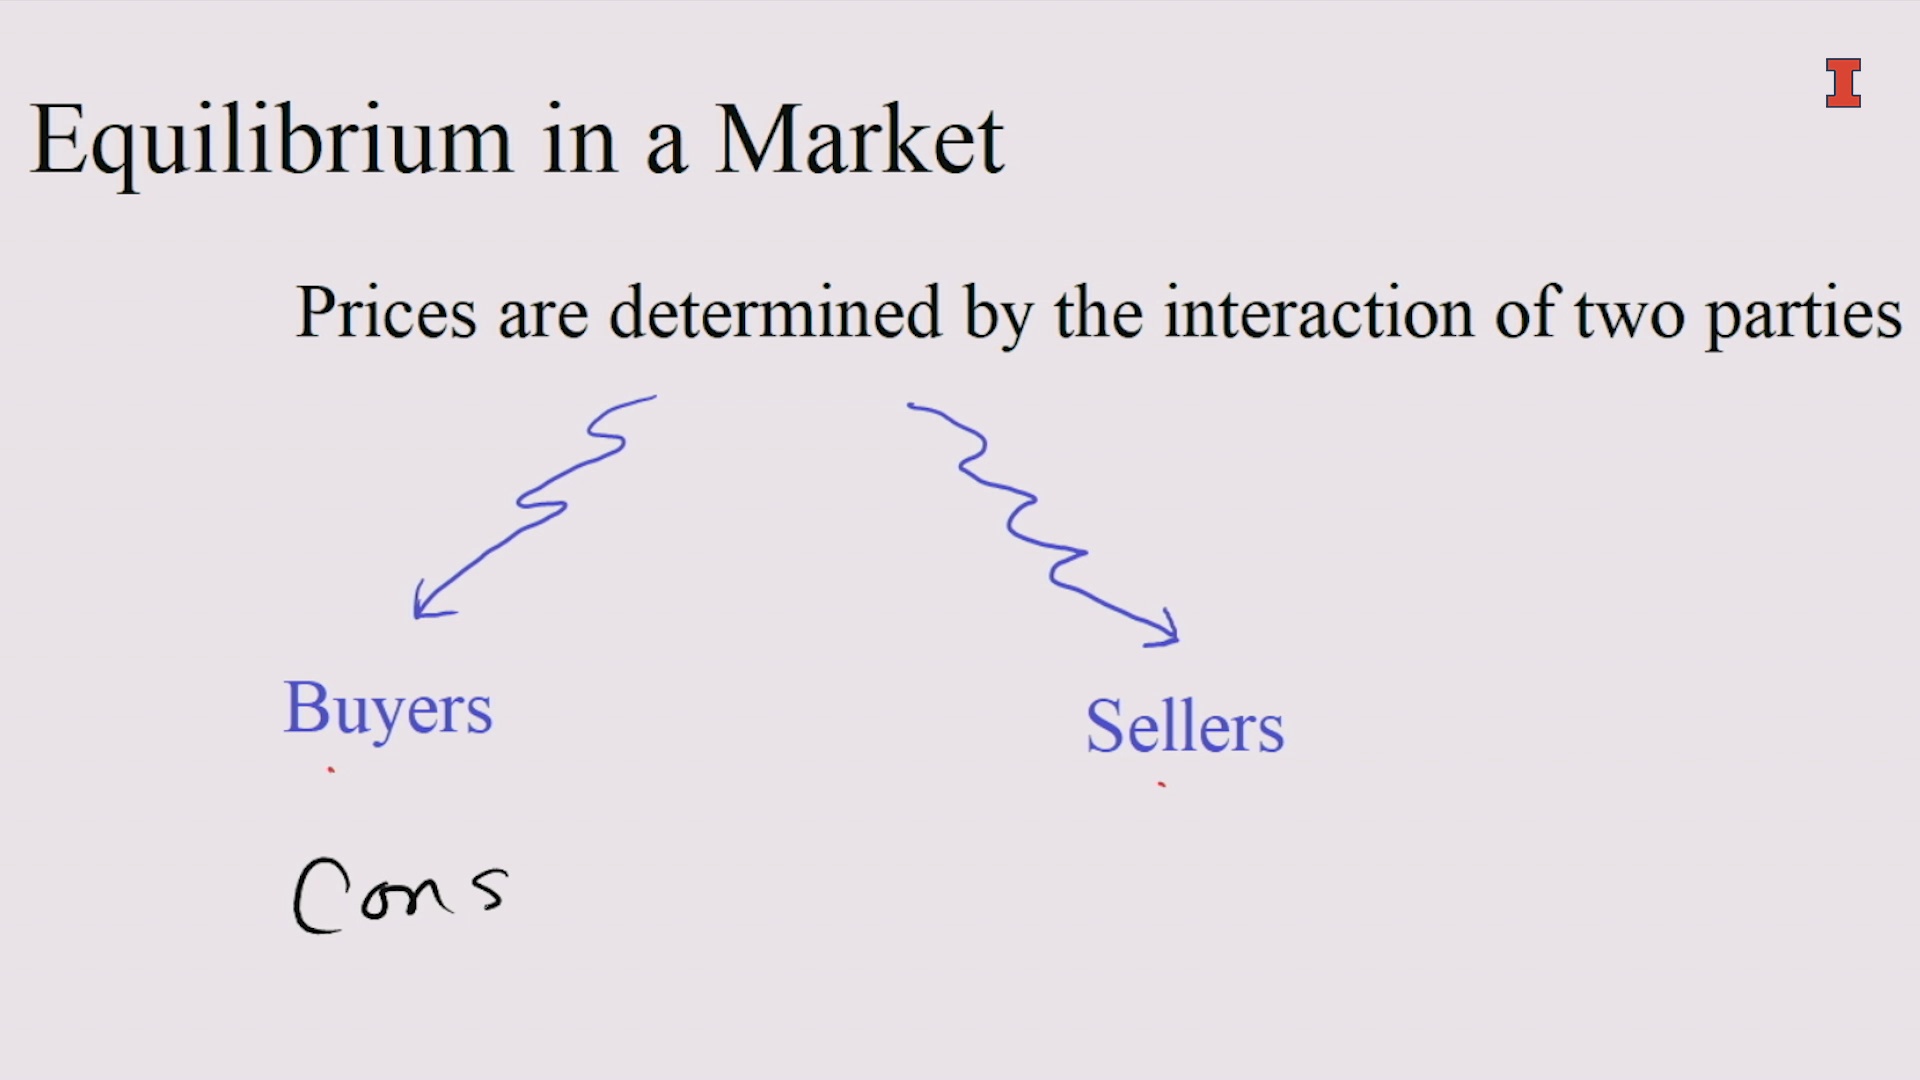 I
Equilibrium in a Market
Prices are determined by the interaction of two parties
Buyers
Sellers
Cons